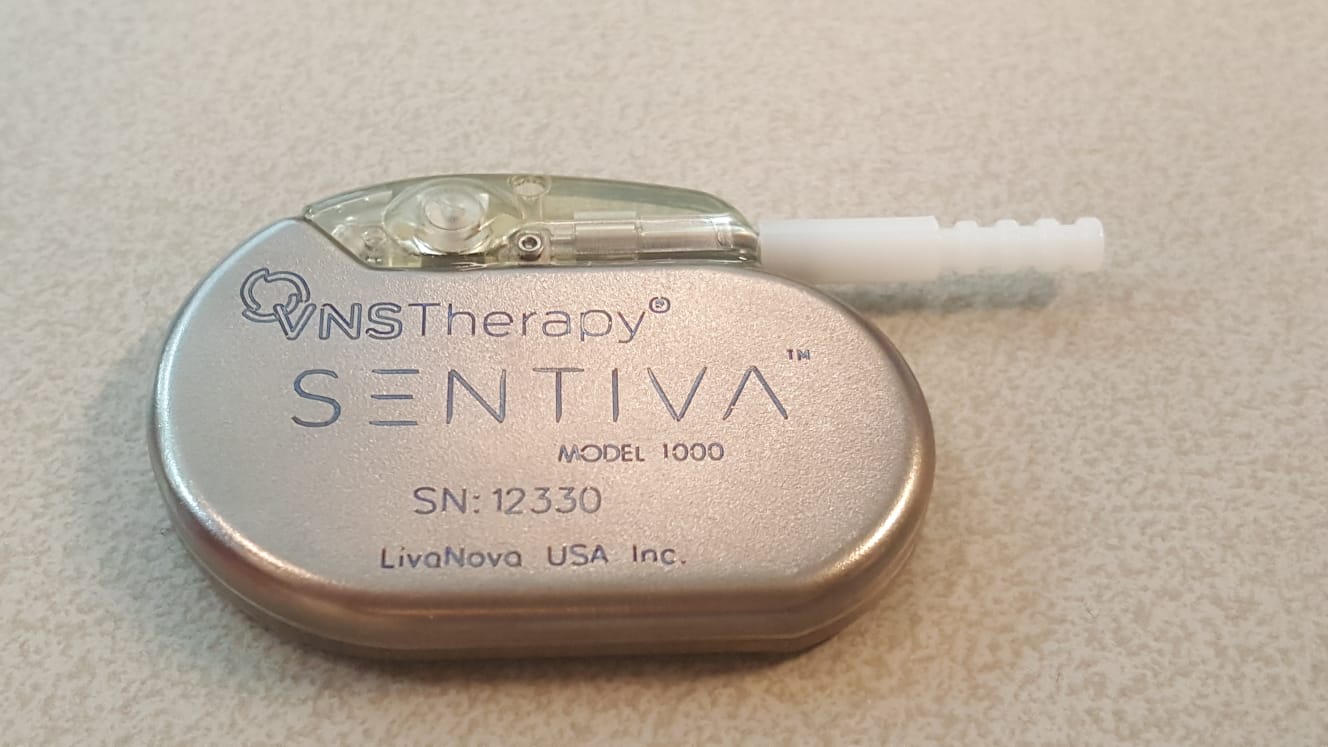 VNSTherapy®
SENTIVA™
MODEL 1000
SN: 12330
LivaNova USA Inc.